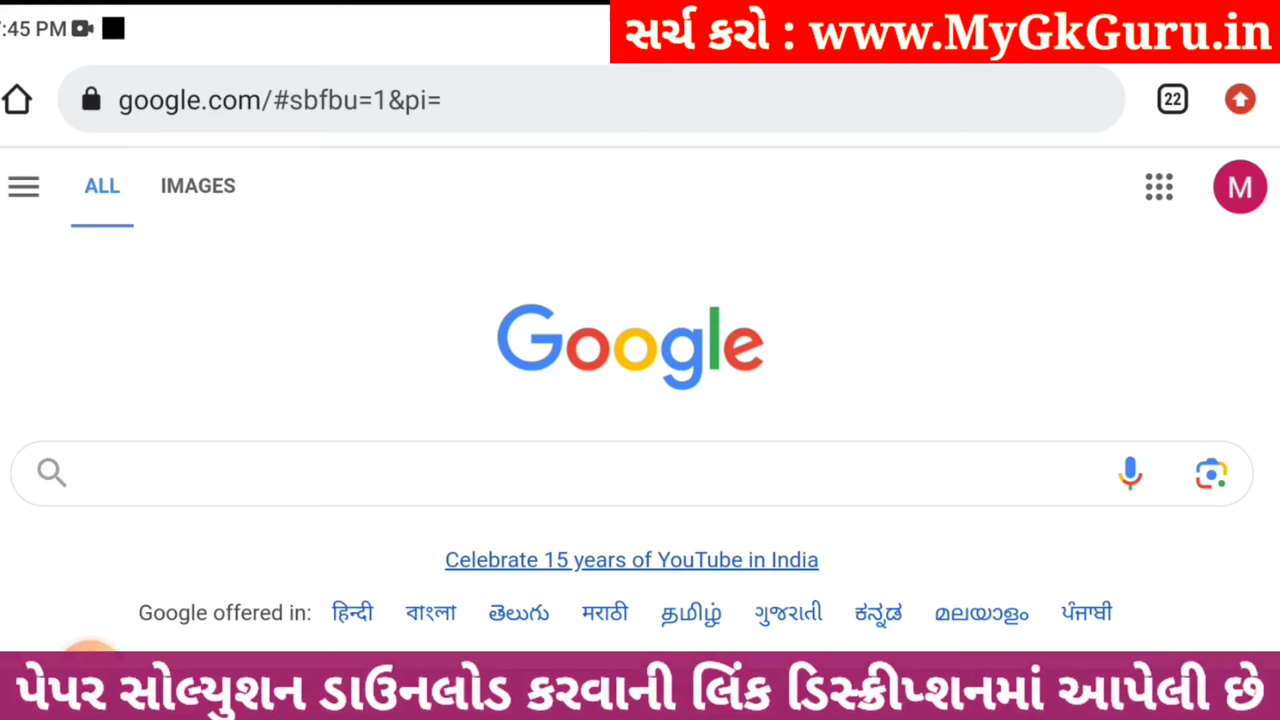 :45 PM
સર્ચ કરો : www.MyGkGuru.in
google.com/#sbfbu=1&pi=
22
ALL IMAGES
M
Google
Celebrate 15 years of YouTube in India
Google offered in: हिन्दी বাংলা తెలుగు मराठी தமிழ் ગુજરાતી ಕನ್ನಡ മലയാളം ਪੰਜਾਬੀ
પેપર સોલ્યુશન ડાઉનલોડ કરવાની લિંક ડિસ્ક્રીપ્શનમાં આપેલી છે